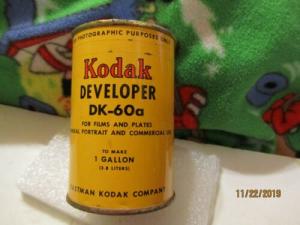 PHOTOGRAPHIC PURPOSES ONLY
Kodak
DEVELOPER
DK-60a
FOR FILMS AND PLATES
PORTRAIT AND COMMERCIAL USE
TO MAKE
1 GALLON
(3.8 LITERS)
EASTMAN KODAK COMPANY
11/22/2019